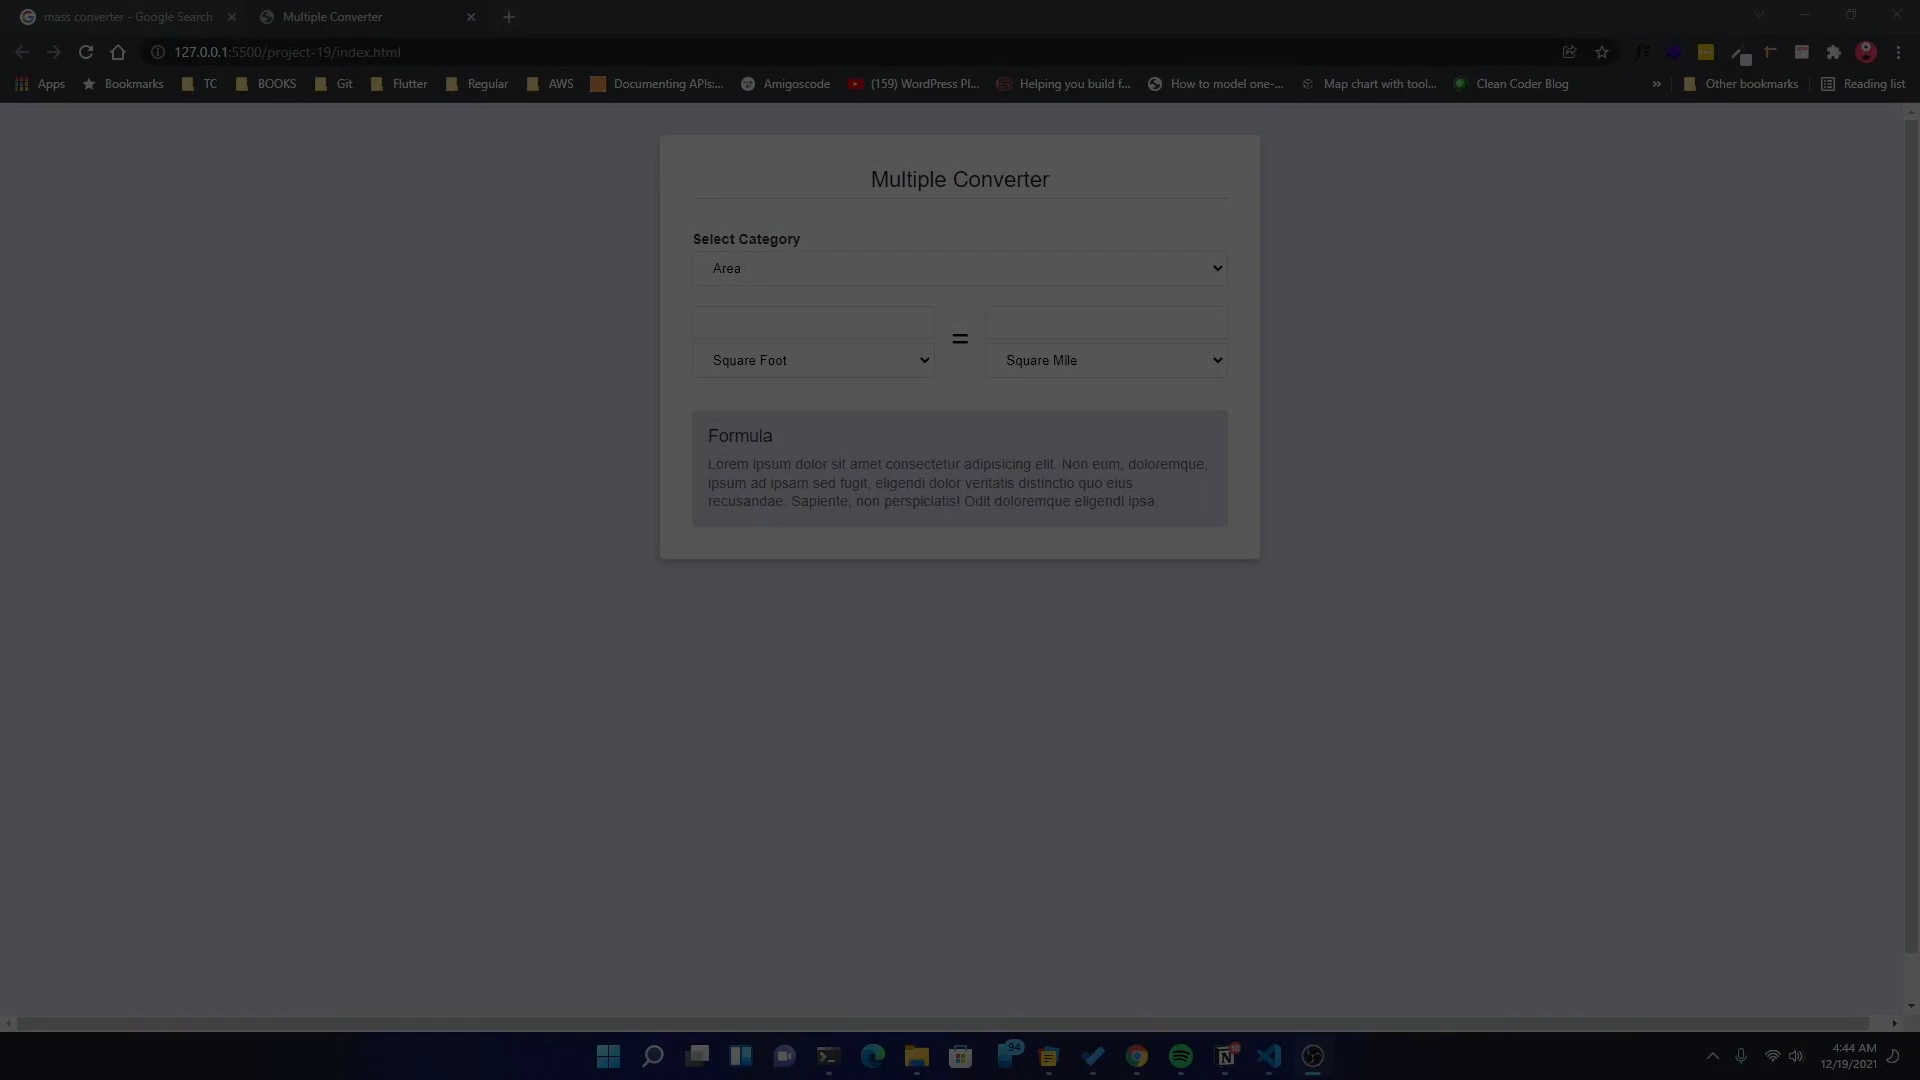 mass converter - Google Search
Multiple Converter
127.0.0.1:5500/project-19/index.html
Apps
Bookmarks
TC
BOOKS
Git
Flutter
Regular
AWS
Documenting APIs:...
Amigoscode
(159) WordPress Pl...
Helping you build f...
How to model one-...
Map chart with tool...
Clean Coder Blog
»
Other bookmarks
Reading list
Multiple Converter
Select Category
Area
=
Square Foot
Square Mile
Formula
Lorem ipsum dolor sit amet consectetur adipisicing elit. Non eum, doloremque,
ipsum ad ipsam sed fugit, eligendi dolor veritatis distinctio quo eius
recusandae. Sapiente, non perspiciatis! Odit doloremque eligendi ipsa.
94
10
4:44 AM
12/19/2021